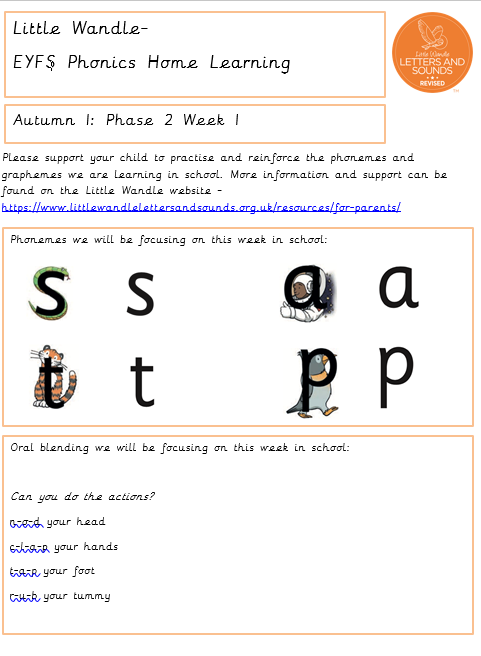 Little Wandle-
EYFS Phonics Home Learning
Little Wandle
LETTERS AND
SOUNDS
REVISED
TM
Autumn 1: Phase 2 Week 1
Please support your child to practise and reinforce the phonemes and
graphemes we are learning in school. More information and support can be
found on the Little Wandle website -
https://www.littlewandlelettersandsounds.org.uk/resources/for-parents/
Phonemes we will be focusing on this week in school:
s s a a
t t p p
Oral blending we will be focusing on this week in school:
Can you do the actions?
n-o-d your head
c-l-a-p your hands
t-a-p your foot
r-u-b your tummy